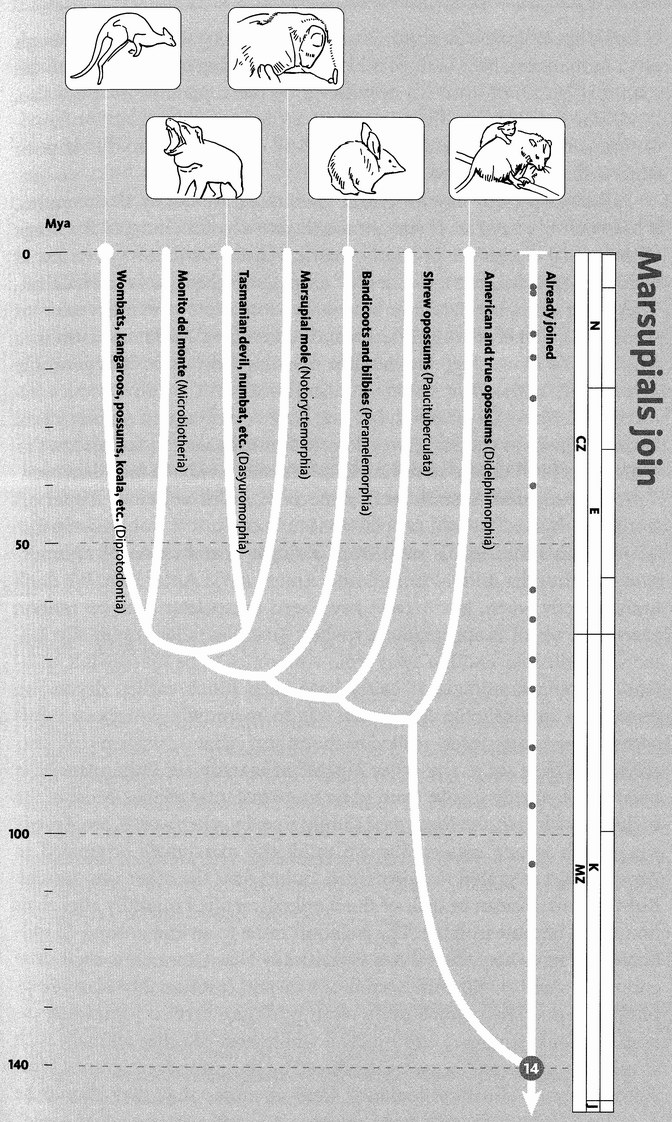 Marsupials join
Mya
0
50
100
140
Wombats, kangaroos, possums, koala, etc. (Diprotodontia)
Monito del monte (Microbiotheria)
Tasmanian devil, numbat, etc. (Dasyuromorphia)
Marsupial mole (Notoryctemorphia)
Bandicoots and bilbies (Peramelemorphia)
Shrew opossums (Paucituberculata)
American and true opossums (Didelphimorphia)
Already joined
14
N
E
CZ
K
MZ
J